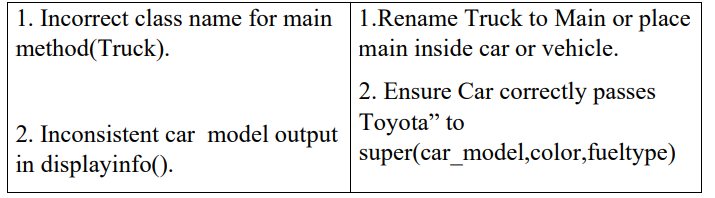 1. Incorrect class name for main
method(Truck).
2. Inconsistent car model output
in displayinfo().
1.Rename Truck to Main or place
main inside car or vehicle.
2. Ensure Car correctly passes
Toyota” to
super(car_model,color,fueltype)